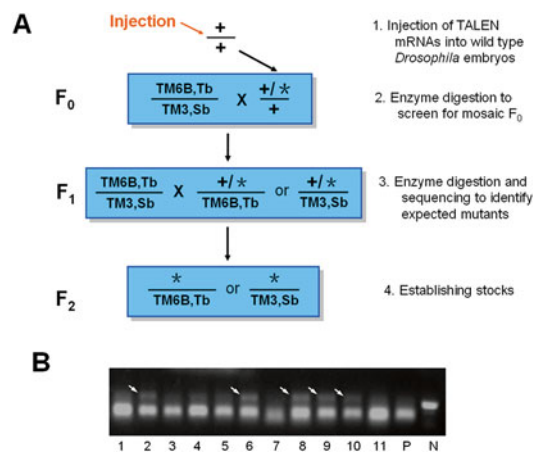 A
Injection
+
+
1. Injection of TALEN
mRNAs into wild type
Drosophila embyros
F0
TM6B,Tb
TM3,Sb
X
+/*
+
2. Enzyme digestion to
screen for mosaic F0
F1
TM6B,Tb
TM3,Sb
X
+/*
TM6B,Tb
or
+/*
TM3,Sb
3. Enzyme digestion and
sequencing to identify
expected mutants
F2
*
TM6B,Tb
or
*
TM3,Sb
4. Establishing stocks
B
1 2 3 4 5 6 7 8 9 10 11 P N